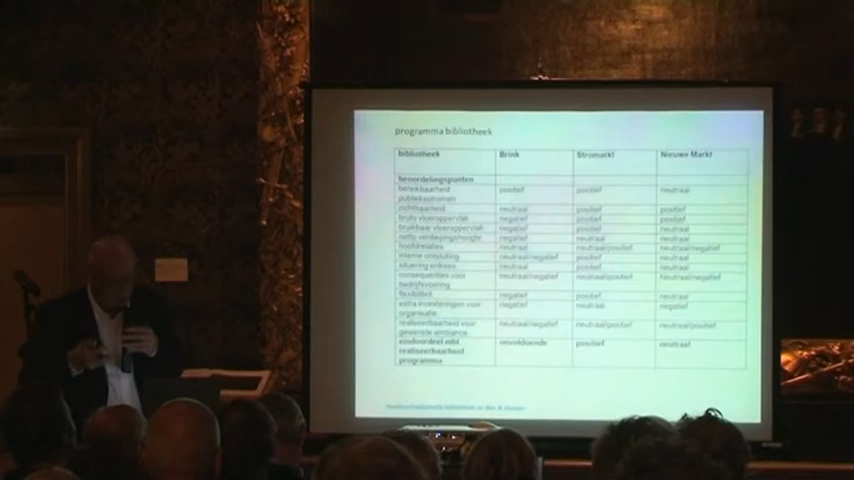 programma bibliotheek
bibliotheek Brink Stromarkt Nieuwe Markt
beoordelingspunten
bereikbaarheid positief positief neutraal
publieksstromen
zichtbaarheid neutraal neutraal positief
bruto vloeroppervlak negatief positief positief
bruikbaar vloeroppervlak negatief positief neutraal
netto verdiepingshoogte negatief neutraal neutraal
hoofdrelaties neutraal neutraal/positief neutraal/negatief
interne ontsluiting neutraal/negatief positief neutraal
situering entrees neutraal positief neutraal
consequenties voor neutraal/negatief neutraal/positief Neutraal/negatief
bedrijfsvoering
flexibiliteit negatief positief neutraal
extra investeringen voor negatief neutraal negatief
organisatie
realiseerbaarheid voor neutraal/negatief neutraal/positief neutraal/positief
gewenste ambiance
eindoordeel mbt onvoldoende positief neutraal
realiseerbaarheid
programma